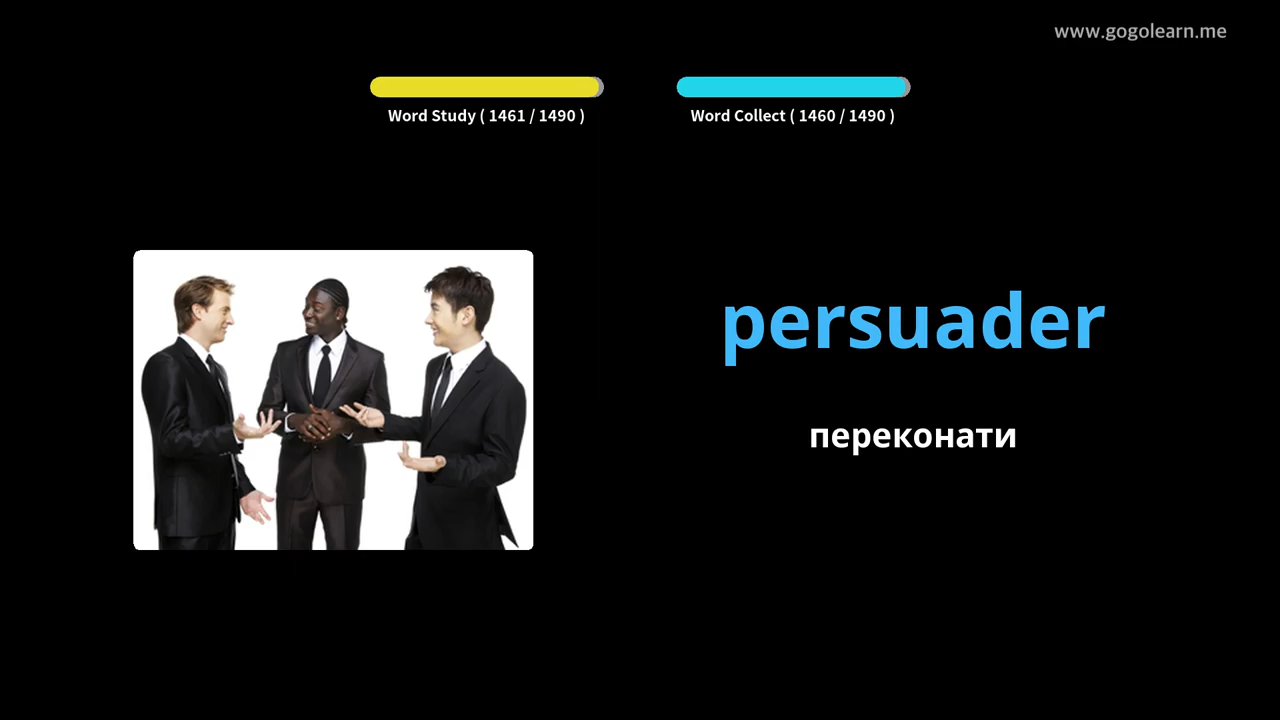 www.gogolearn.me
Word Study ( 1461 / 1490 )
Word Collect ( 1460 / 1490 )
persuader
переконати